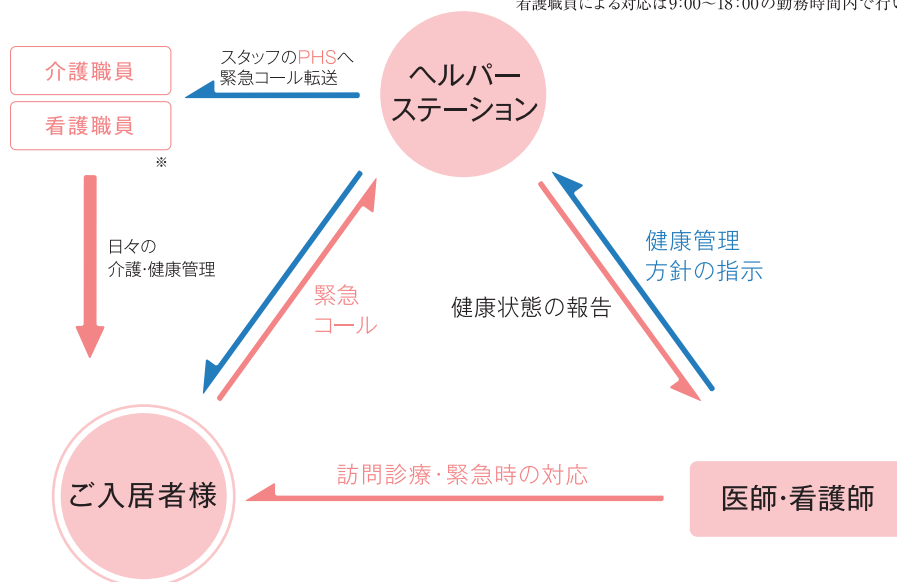 看護職員による対応は9:00～18:00の勤務時間内で行い
介護職員
看護職員
※
スタッフのPHSへ
緊急コール転送
ヘルパー
ステーション
日々の
介護・健康管理
緊急
コール
健康状態の報告
健康管理
方針の指示
ご入居者様
訪問診療・緊急時の対応
医師・看護師